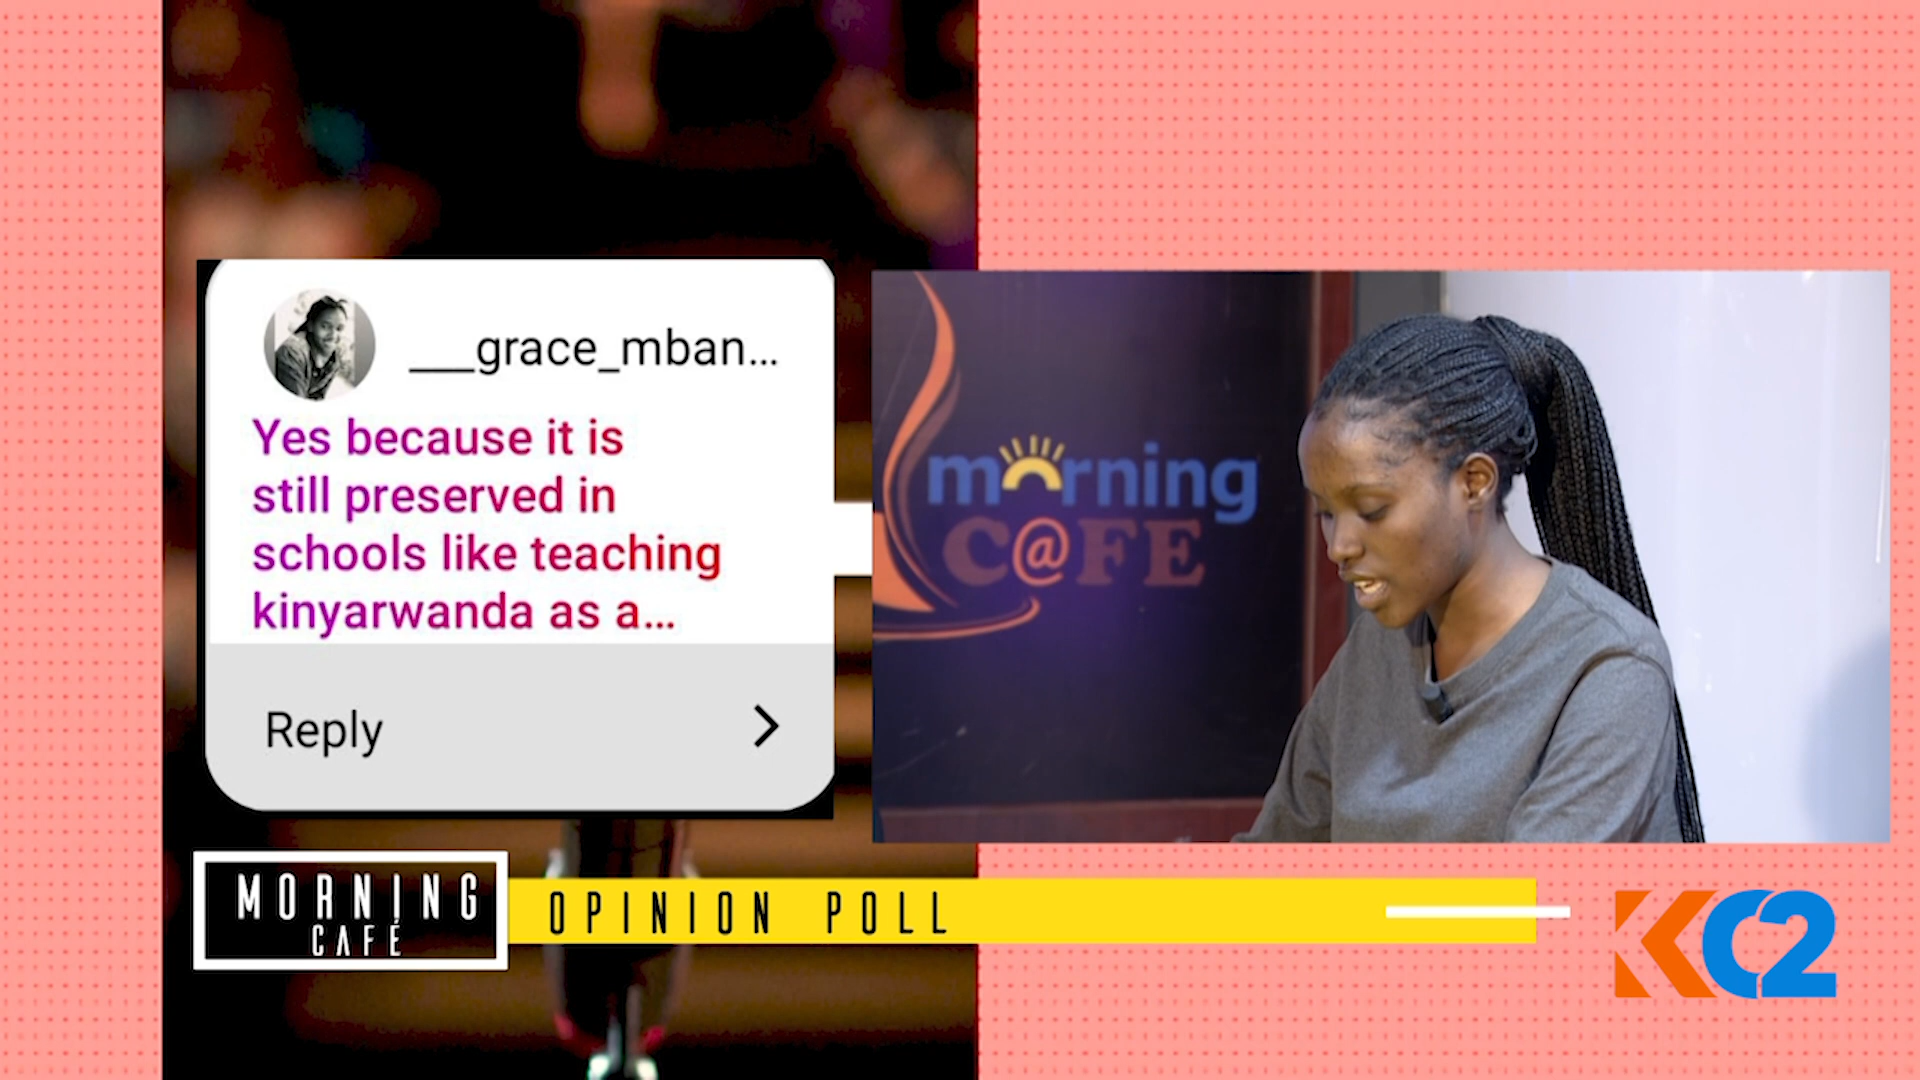 ___grace_mban...
Yes because it is
still preserved in
schools like teaching
kinyarwanda as a...
Reply
morning
C@FE
MORNING
CAFÉ
OPINION POLL
KC2